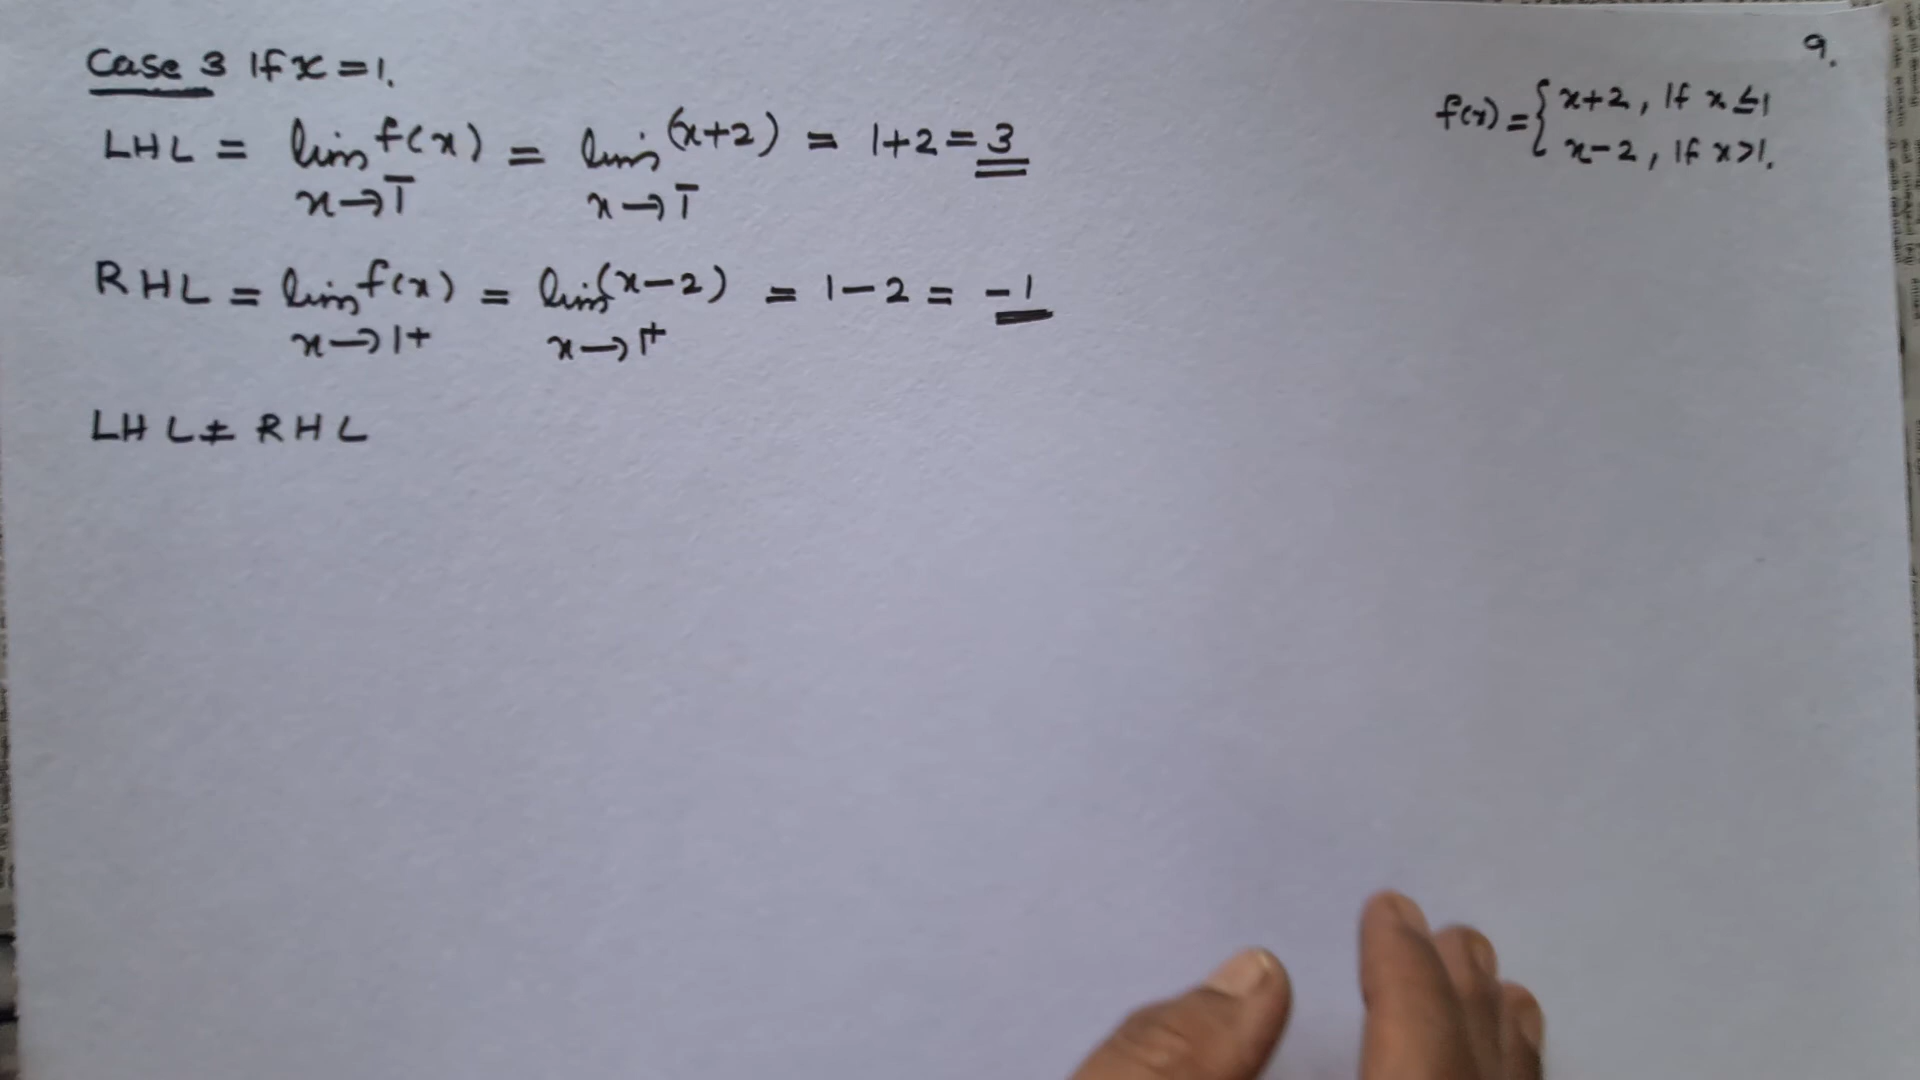 9.
Case 3 If x = 1.
f(x) = { x+2, If x ≤ 1
x-2, If x > 1.
LHL = lim f(x) = lim (x+2) = 1+2 = 3
x→1⁻ x→1⁻
RHL = lim f(x) = lim (x-2) = 1-2 = -1
x→1+ x→1⁺
LHL ≠ RHL